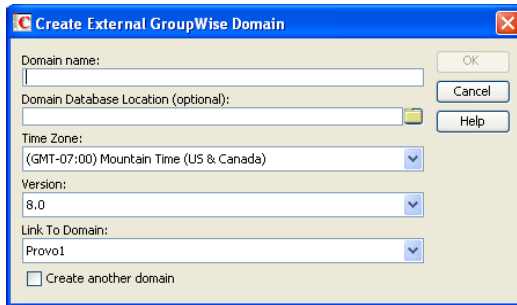 Create External GroupWise Domain
Domain name:
OK
Domain Database Location (optional):
Cancel
Help
Time Zone:
(GMT-07:00) Mountain Time (US & Canada)
Version:
8.0
Link To Domain:
Provo1
Create another domain